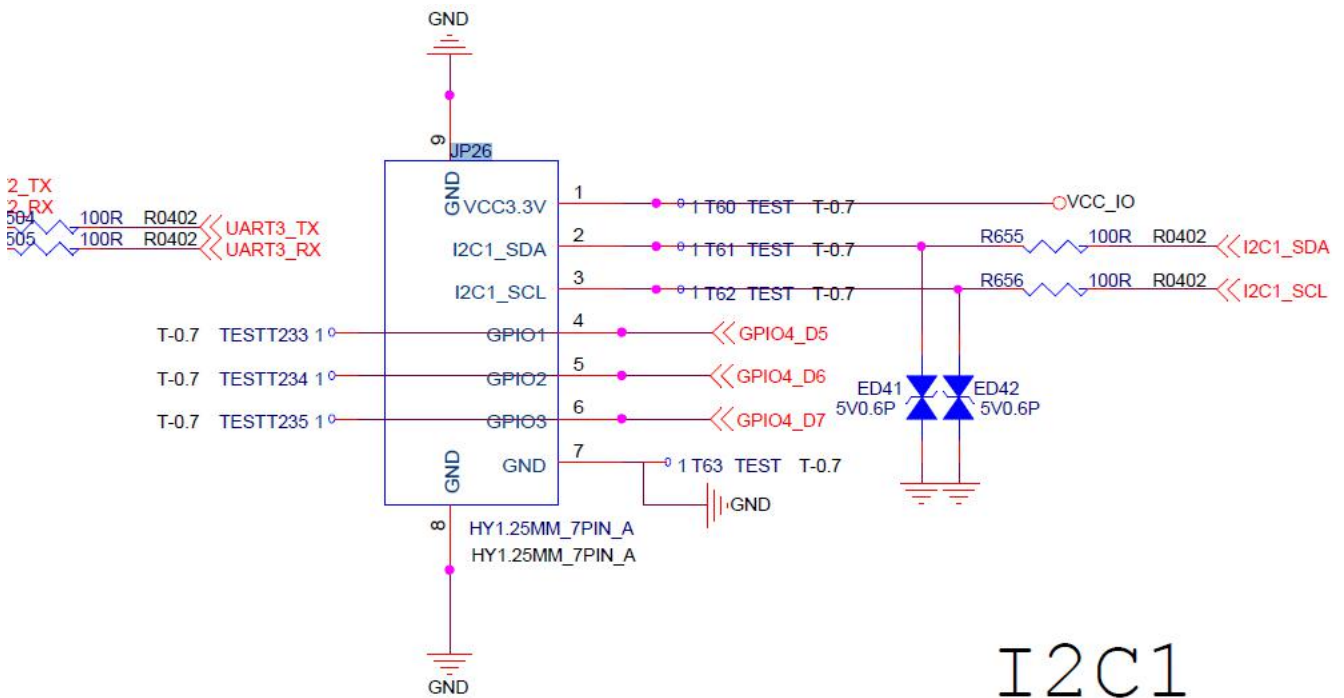 GND
9
JP26
2_TX
2_RX
504 100R R0402 UART3_TX
505 100R R0402 UART3_RX
GND
VCC3.3V 1 1 T60 TEST T-0.7 VCC_IO
I2C1_SDA 2 1 T61 TEST T-0.7 R655 100R R0402 I2C1_SDA
I2C1_SCL 3 1 T62 TEST T-0.7 R656 100R R0402 I2C1_SCL
T-0.7 TESTT233 1 GPIO1 4 GPIO4_D5
T-0.7 TESTT234 1 GPIO2 5 GPIO4_D6
T-0.7 TESTT235 1 GPIO3 6 GPIO4_D7
ED41 ED42
5V0.6P 5V0.6P
GND GND 7 1 T63 TEST T-0.7
GND
8
HY1.25MM_7PIN_A
HY1.25MM_7PIN_A
GND
I2C1